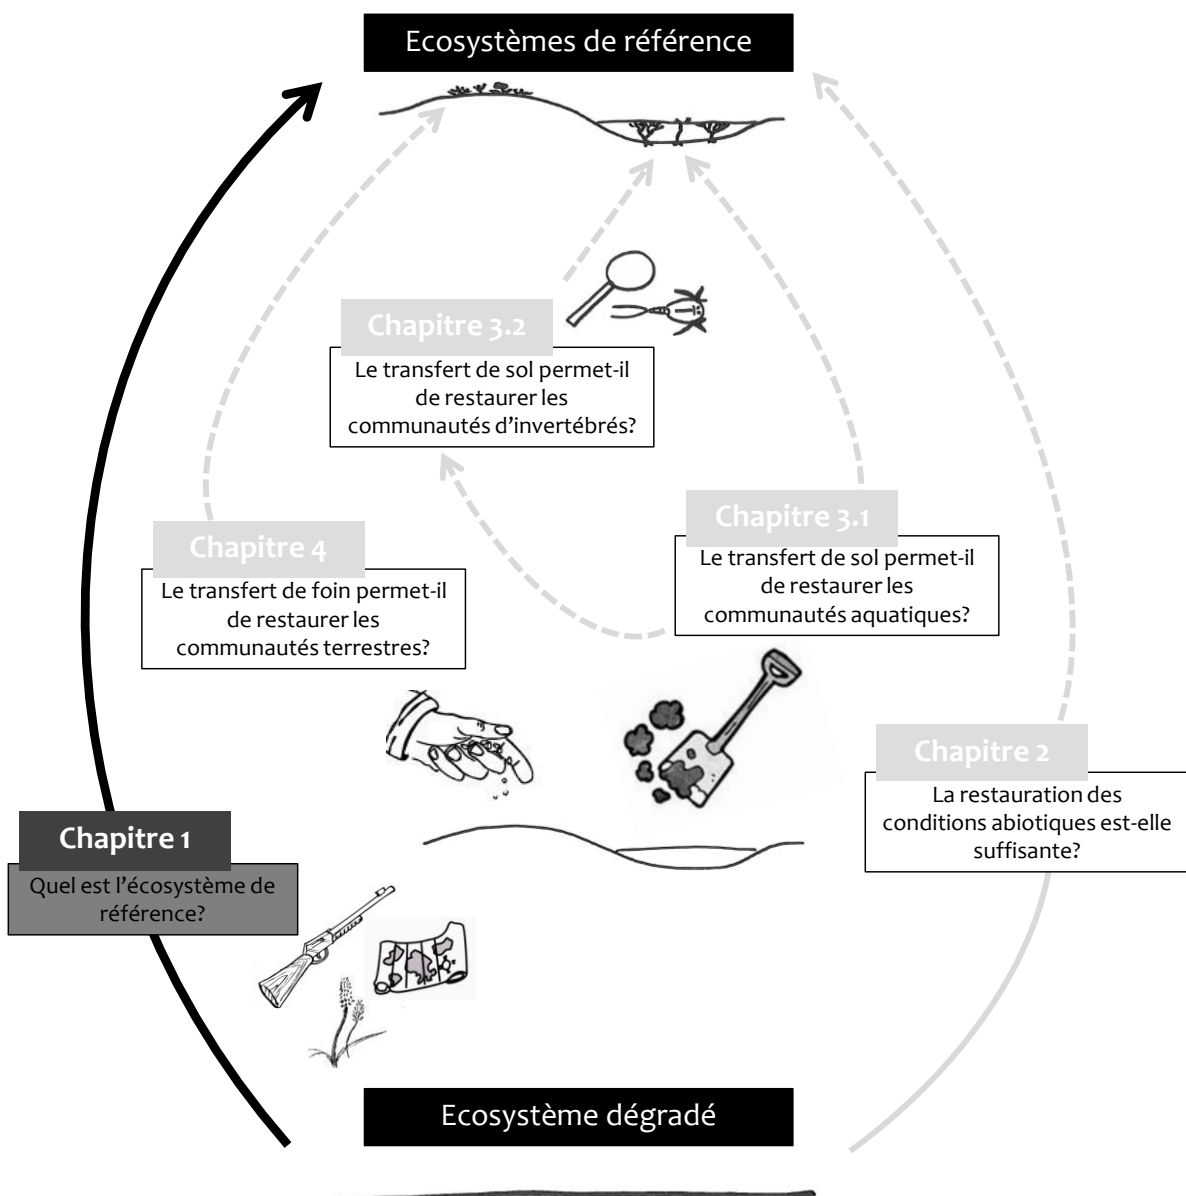 Ecosystèmes de référence
Chapitre 3.2
Le transfert de sol permet-il
de restaurer les
communautés d’invertébrés?
Chapitre 3.1
Le transfert de sol permet-il
de restaurer les
communautés aquatiques?
Chapitre 4
Le transfert de foin permet-il
de restaurer les
communautés terrestres?
Chapitre 2
La restauration des
conditions abiotiques est-elle
suffisante?
Chapitre 1
Quel est l’écosystème de
référence?
Ecosystème dégradé